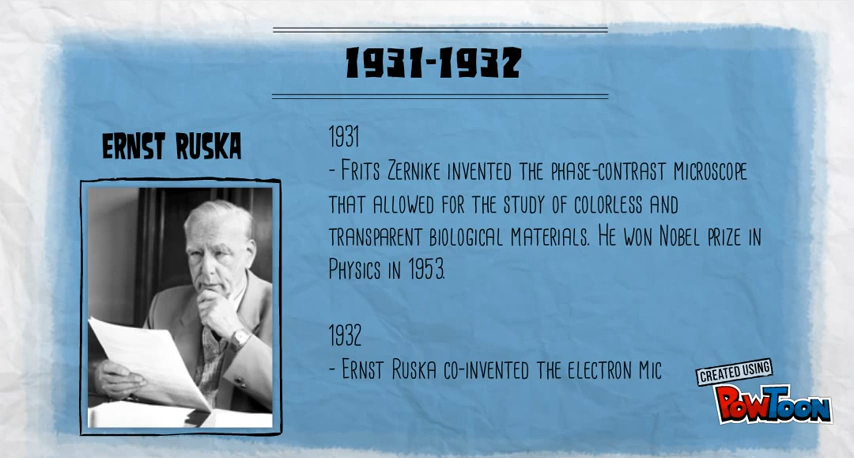 1931-1932
ERNST RUSKA
1931
- FRITS ZERNIKE INVENTED THE PHASE-CONTRAST MICROSCOPE
THAT ALLOWED FOR THE STUDY OF COLORLESS AND
TRANSPARENT BIOLOGICAL MATERIALS. HE WON NOBEL PRIZE IN
PHYSICS IN 1953.
1932
- ERNST RUSKA CO-INVENTED THE ELECTRON MIC
CREATED USING
POWTOON